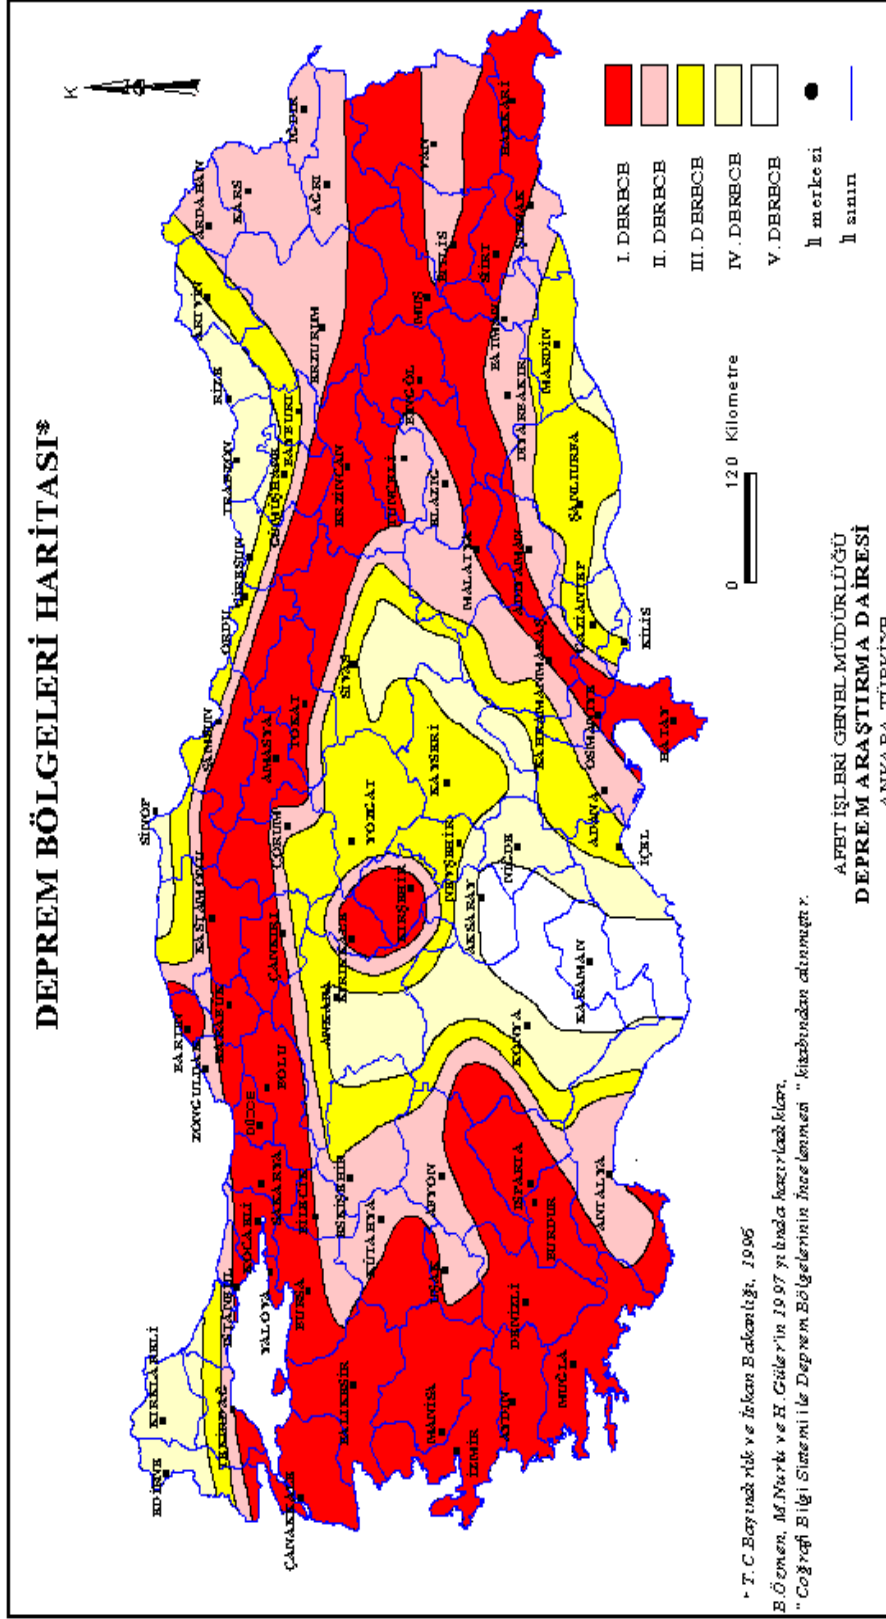 DEPREM BÖLGELERİ HARİTASI*
K
EDİRNE
KIRKLARELİ
TEKİRDAĞ
İSTANBUL
ÇANAKKALE
YALOVA
KOCAELİ
SAKARYA
DÜZCE
BOLU
ZONGULDAK
BARTIN
KARABÜK
KASTAMONU
SİNOP
SAMSUN
ORDU
GİRESUN
TRABZON
RİZE
ARTVİN
ARDAHAN
KARS
IĞDIR
AĞRI
BURSA
BİLECİK
BALIKESİR
ESKİŞEHİR
KÜTAHYA
ANKARA
KIRIKKALE
ÇANKIRI
ÇORUM
AMASYA
TOKAT
SİVAS
YOZGAT
KIRŞEHİR
GÜMÜŞHANE
BAYBURT
ERZİNCAN
ERZURUM
TUNCELİ
BİNGÖL
ELAZIĞ
MUŞ
BİTLİS
VAN
MANİSA
İZMİR
UŞAK
AFYON
AYDIN
DENİZLİ
MUĞLA
BURDUR
ISPARTA
ANTALYA
KONYA
AKSARAY
NEVŞEHİR
KAYSERİ
NİĞDE
KARAMAN
İÇEL
ADANA
OSMANİYE
HATAY
KAHRAMANMARAŞ
MALATYA
ADIYAMAN
GAZİANTEP
KİLİS
ŞANLIURFA
DİYARBAKIR
MARDİN
BATMAN
SİİRT
ŞIRNAK
HAKKARİ
I. DERECE
II. DERECE
III. DERECE
IV. DERECE
V. DERECE
İl merkezi
İl sınırı
0 120 Kilometre
* T.C Bayındırlık ve İskan Bakanlığı, 1996
B.Özmen, M.Nurlu ve H.Güler'in 1997 yılında hazırladıkları,
"Coğrafi Bilgi Sistemi ile Deprem Bölgelerinin İncelenmesi" kitabından alınmıştır.
AFET İŞLERİ GENEL MÜDÜRLÜĞÜ
DEPREM ARAŞTIRMA DAİRESİ
ANKARA TÜRKİYE